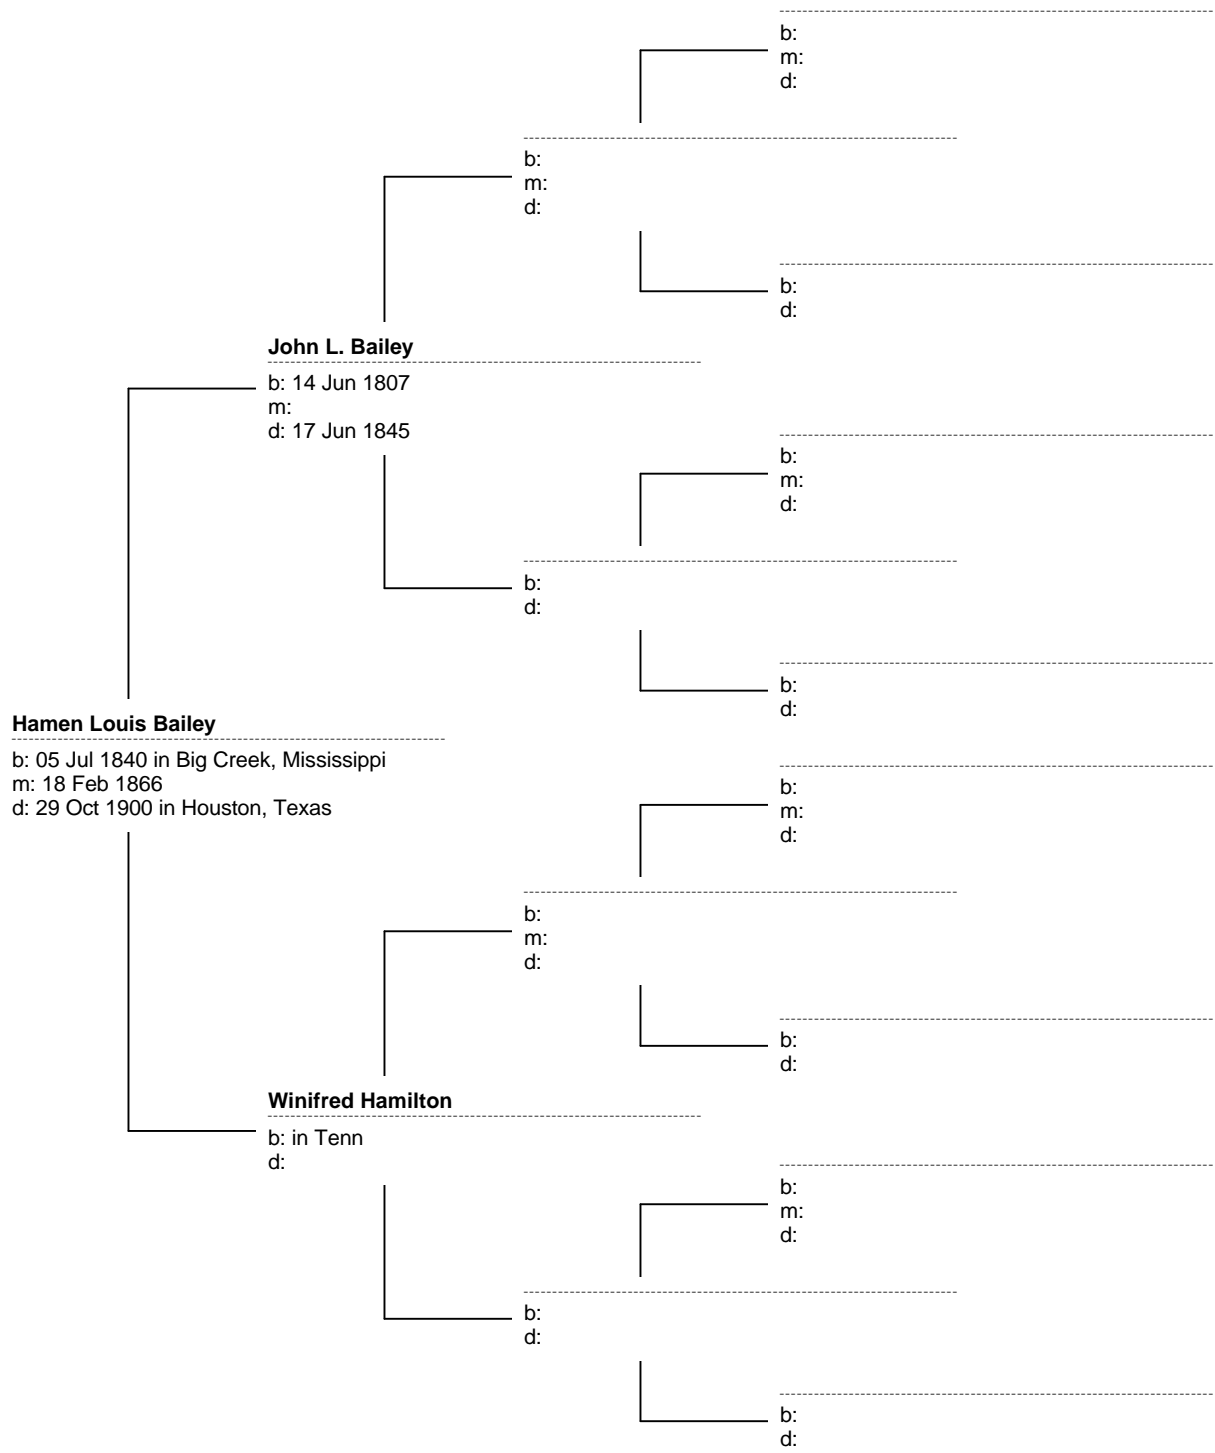 b:
m:
d:
b:
m:
d:
b:
d:
John L. Bailey
b: 14 Jun 1807
m:
d: 17 Jun 1845
b:
m:
d:
b:
d:
b:
d:
Hamen Louis Bailey
b: 05 Jul 1840 in Big Creek, Mississippi
m: 18 Feb 1866
d: 29 Oct 1900 in Houston, Texas
b:
m:
d:
b:
m:
d:
b:
d:
Winifred Hamilton
b: in Tenn
d:
b:
m:
d:
b:
d:
b:
d: